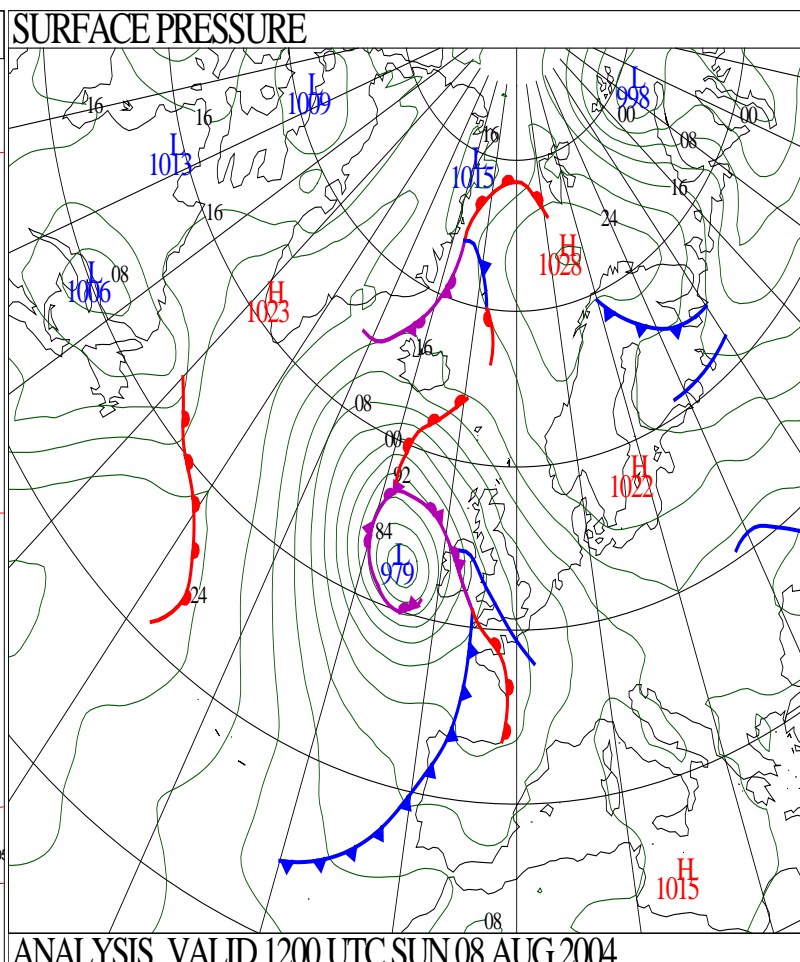 SURFACE PRESSURE
L
1009
L
998
16
16
00
00
L
1013
16
08
L
1015
16
16
24
H
1028
L
1006
08
H
1023
16
08
00
92
H
1022
84
L
979
24
H
1015
08
ANALYSIS VALID 1200 UTC SUN 08 AUG 2004